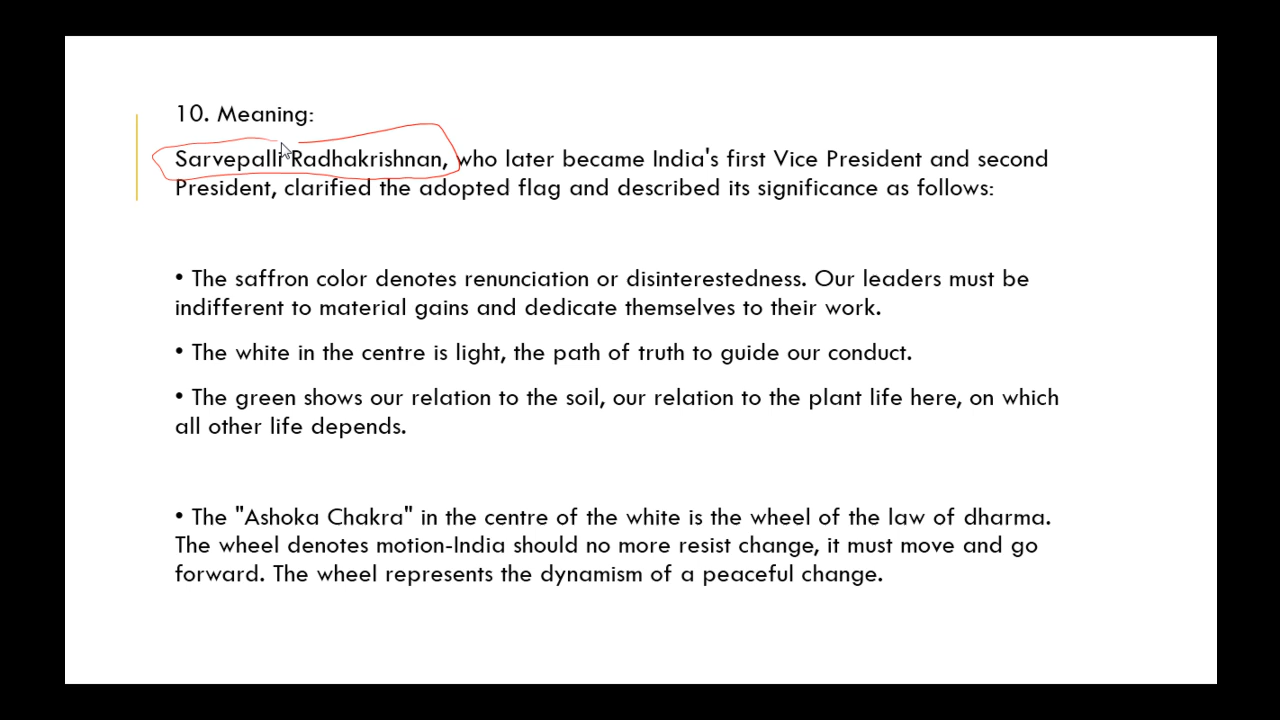 10. Meaning:
Sarvepalli Radhakrishnan, who later became India's first Vice President and second
President, clarified the adopted flag and described its significance as follows:
• The saffron color denotes renunciation or disinterestedness. Our leaders must be
indifferent to material gains and dedicate themselves to their work.
• The white in the centre is light, the path of truth to guide our conduct.
• The green shows our relation to the soil, our relation to the plant life here, on which
all other life depends.
• The "Ashoka Chakra" in the centre of the white is the wheel of the law of dharma.
The wheel denotes motion-India should no more resist change, it must move and go
forward. The wheel represents the dynamism of a peaceful change.